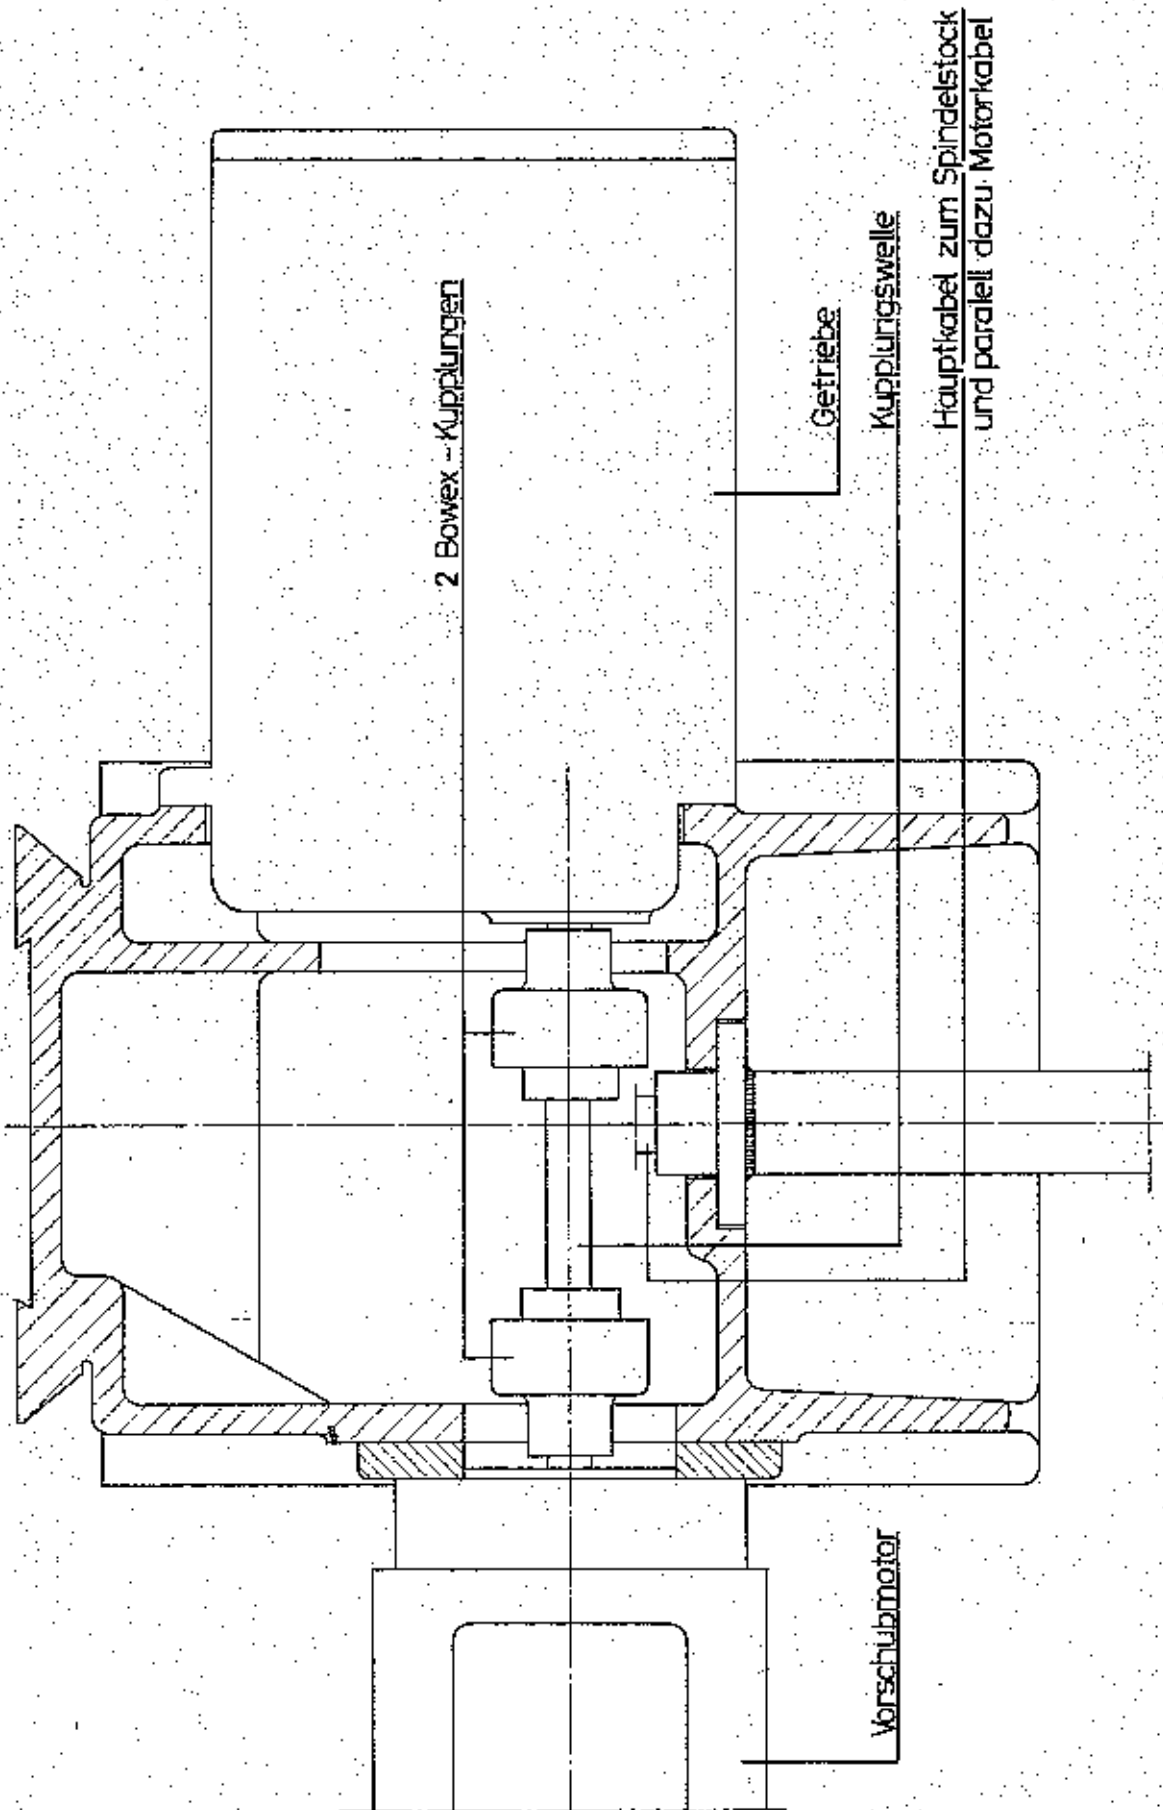 2 Bowex - Kupplungen
Getriebe
Kupplungswelle
Hauptkabel zum Spindelstock
und paralell dazu Motorkabel
Vorschubmotor